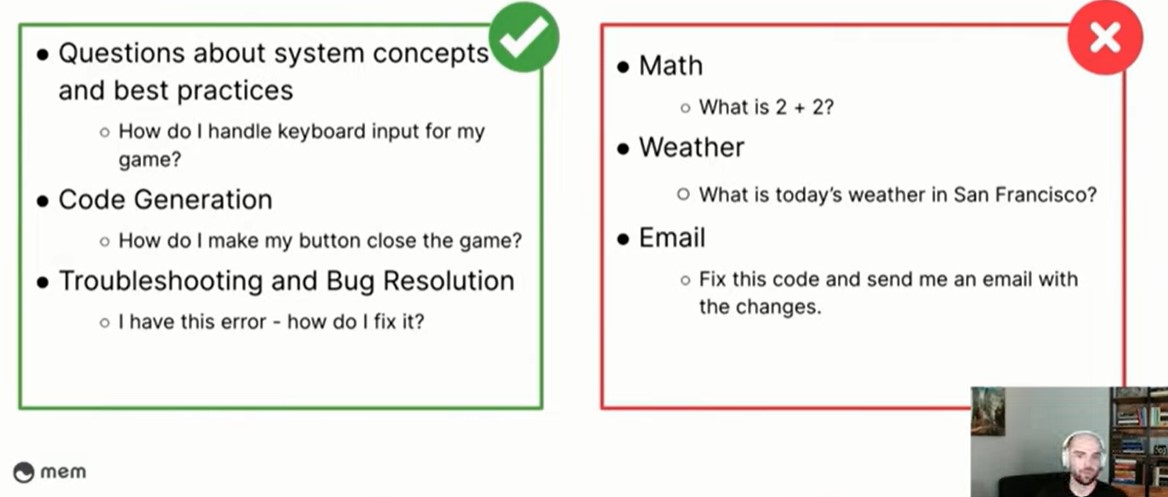 ● Questions about system concepts
and best practices
○ How do I handle keyboard input for my
game?
● Code Generation
○ How do I make my button close the game?
● Troubleshooting and Bug Resolution
○ I have this error - how do I fix it?
● Math
○ What is 2 + 2?
● Weather
○ What is today’s weather in San Francisco?
● Email
○ Fix this code and send me an email with
the changes.
mem